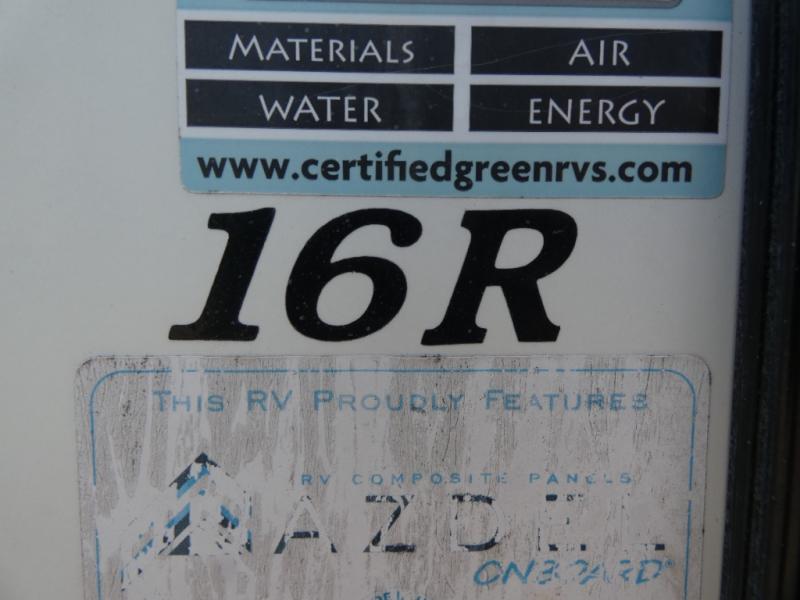 MATERIALS AIR
WATER ENERGY
www.certifiedgreenrvs.com
16R
THIS RV PROUDLY FEATURES
RV COMPOSITE PANELS
AZDEL
ONBOARD®